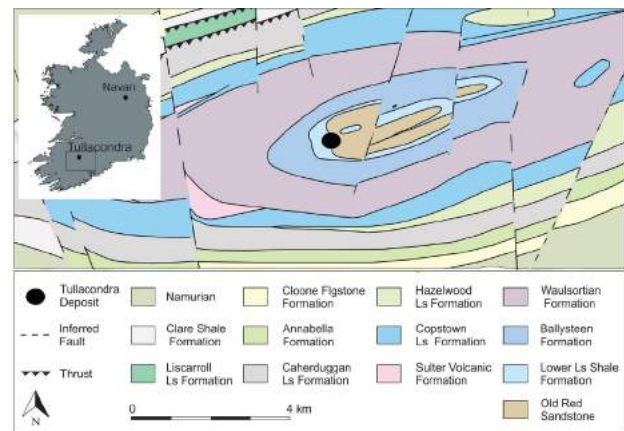 Navan
Tullapondra
Tullacondra
Deposit
Namurian
Cloone Flgstone
Formation
Hazelwood
Ls Formation
Waulsortian
Formation
Inferred
Fault
Clare Shale
Formation
Annabella
Formation
Copstown
Ls Formation
Ballysteen
Formation
Thrust
Liscarroll
Ls Formation
Caherduggan
Ls Formation
Sulter Volcanic
Formation
Lower Ls Shale
Formation
N
0
4 km
Old Red
Sandstone